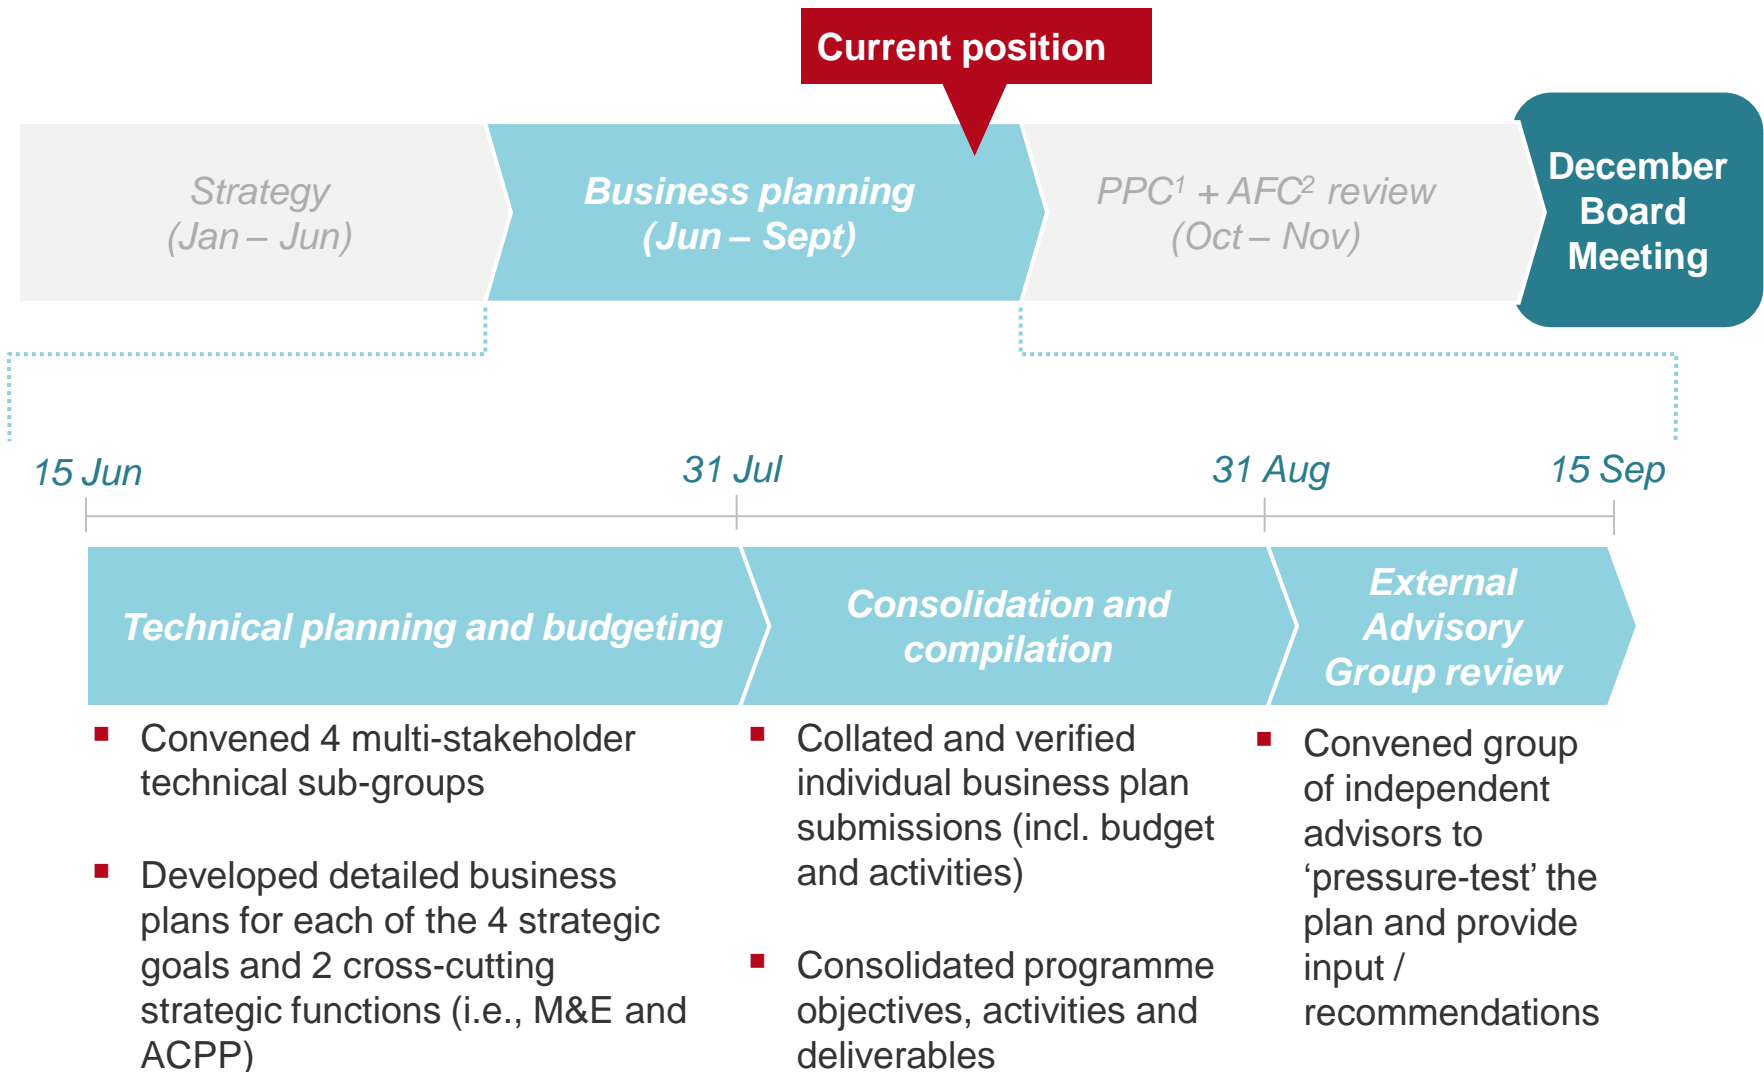 Current position
Strategy
(Jan – Jun)
Business planning
(Jun – Sept)
PPC¹ + AFC² review
(Oct – Nov)
December
Board
Meeting
15 Jun
31 Jul
31 Aug
15 Sep
Technical planning and budgeting
Consolidation and
compilation
External
Advisory
Group review
▪ Convened 4 multi-stakeholder
technical sub-groups
▪ Developed detailed business
plans for each of the 4 strategic
goals and 2 cross-cutting
strategic functions (i.e., M&E and
ACPP)
▪ Collated and verified
individual business plan
submissions (incl. budget
and activities)
▪ Consolidated programme
objectives, activities and
deliverables
▪ Convened group
of independent
advisors to
‘pressure-test’ the
plan and provide
input /
recommendations